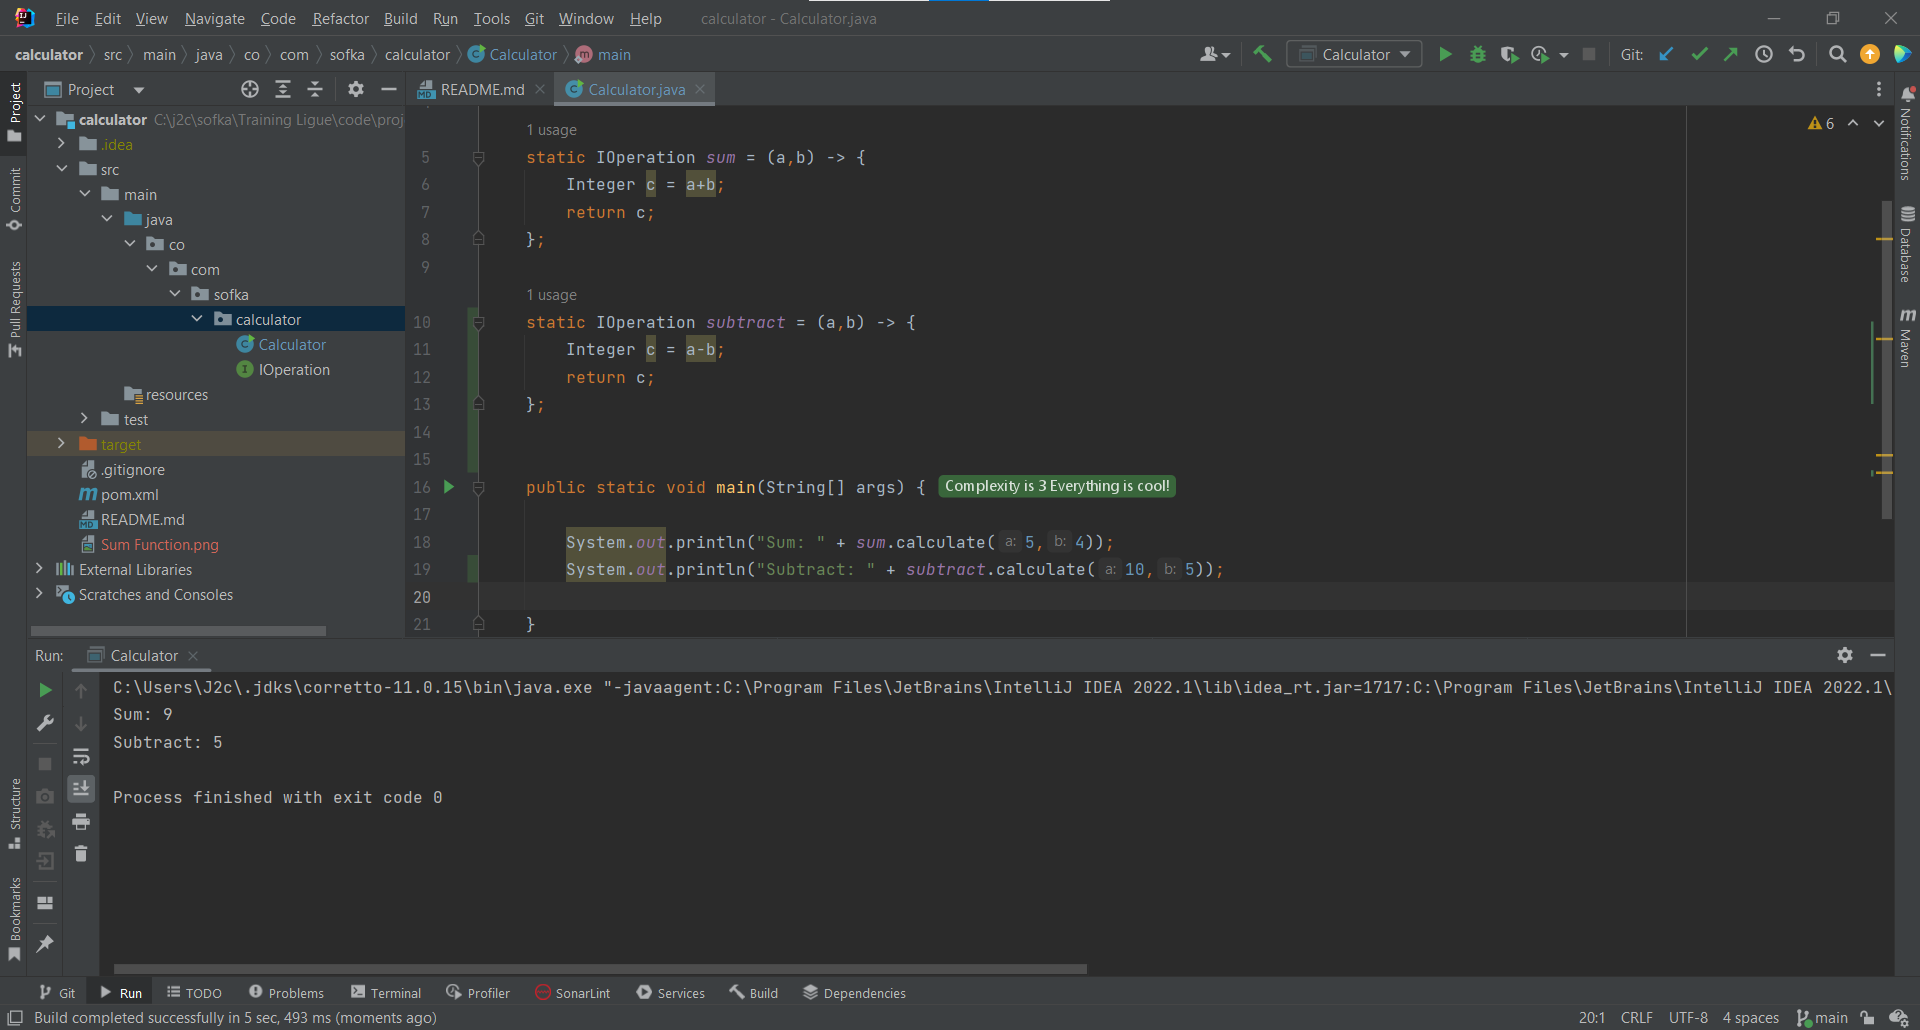 File Edit View Navigate Code Refactor Build Run Tools Git Window Help calculator - Calculator.java
calculator src main java co com sofka calculator Calculator main Calculator Git:
Project
README.md Calculator.java
calculator C:\j2c\sofka\Training Ligue\code\proj
.idea
src
main
java
co
com
sofka
calculator
Calculator
IOperation
resources
test
target
.gitignore
pom.xml
README.md
Sum Function.png
External Libraries
Scratches and Consoles
Project
Commit
Pull Requests
Structure
Bookmarks
6
1 usage
5 static IOperation sum = (a,b) -> {
6 Integer c = a+b;
7 return c;
8 };
9
1 usage
10 static IOperation subtract = (a,b) -> {
11 Integer c = a-b;
12 return c;
13 };
14
15
16 public static void main(String[] args) { Complexity is 3 Everything is cool!
17
18 System.out.println("Sum: " + sum.calculate( a: 5, b: 4));
19 System.out.println("Subtract: " + subtract.calculate( a: 10, b: 5));
20
21 }
Notifications
Database
Maven
Run: Calculator
C:\Users\J2c\.jdks\corretto-11.0.15\bin\java.exe "-javaagent:C:\Program Files\JetBrains\IntelliJ IDEA 2022.1\lib\idea_rt.jar=1717:C:\Program Files\JetBrains\IntelliJ IDEA 2022.1\
Sum: 9
Subtract: 5
Process finished with exit code 0
Git Run TODO Problems Terminal Profiler SonarLint Services Build Dependencies
Build completed successfully in 5 sec, 493 ms (moments ago) 20:1 CRLF UTF-8 4 spaces main